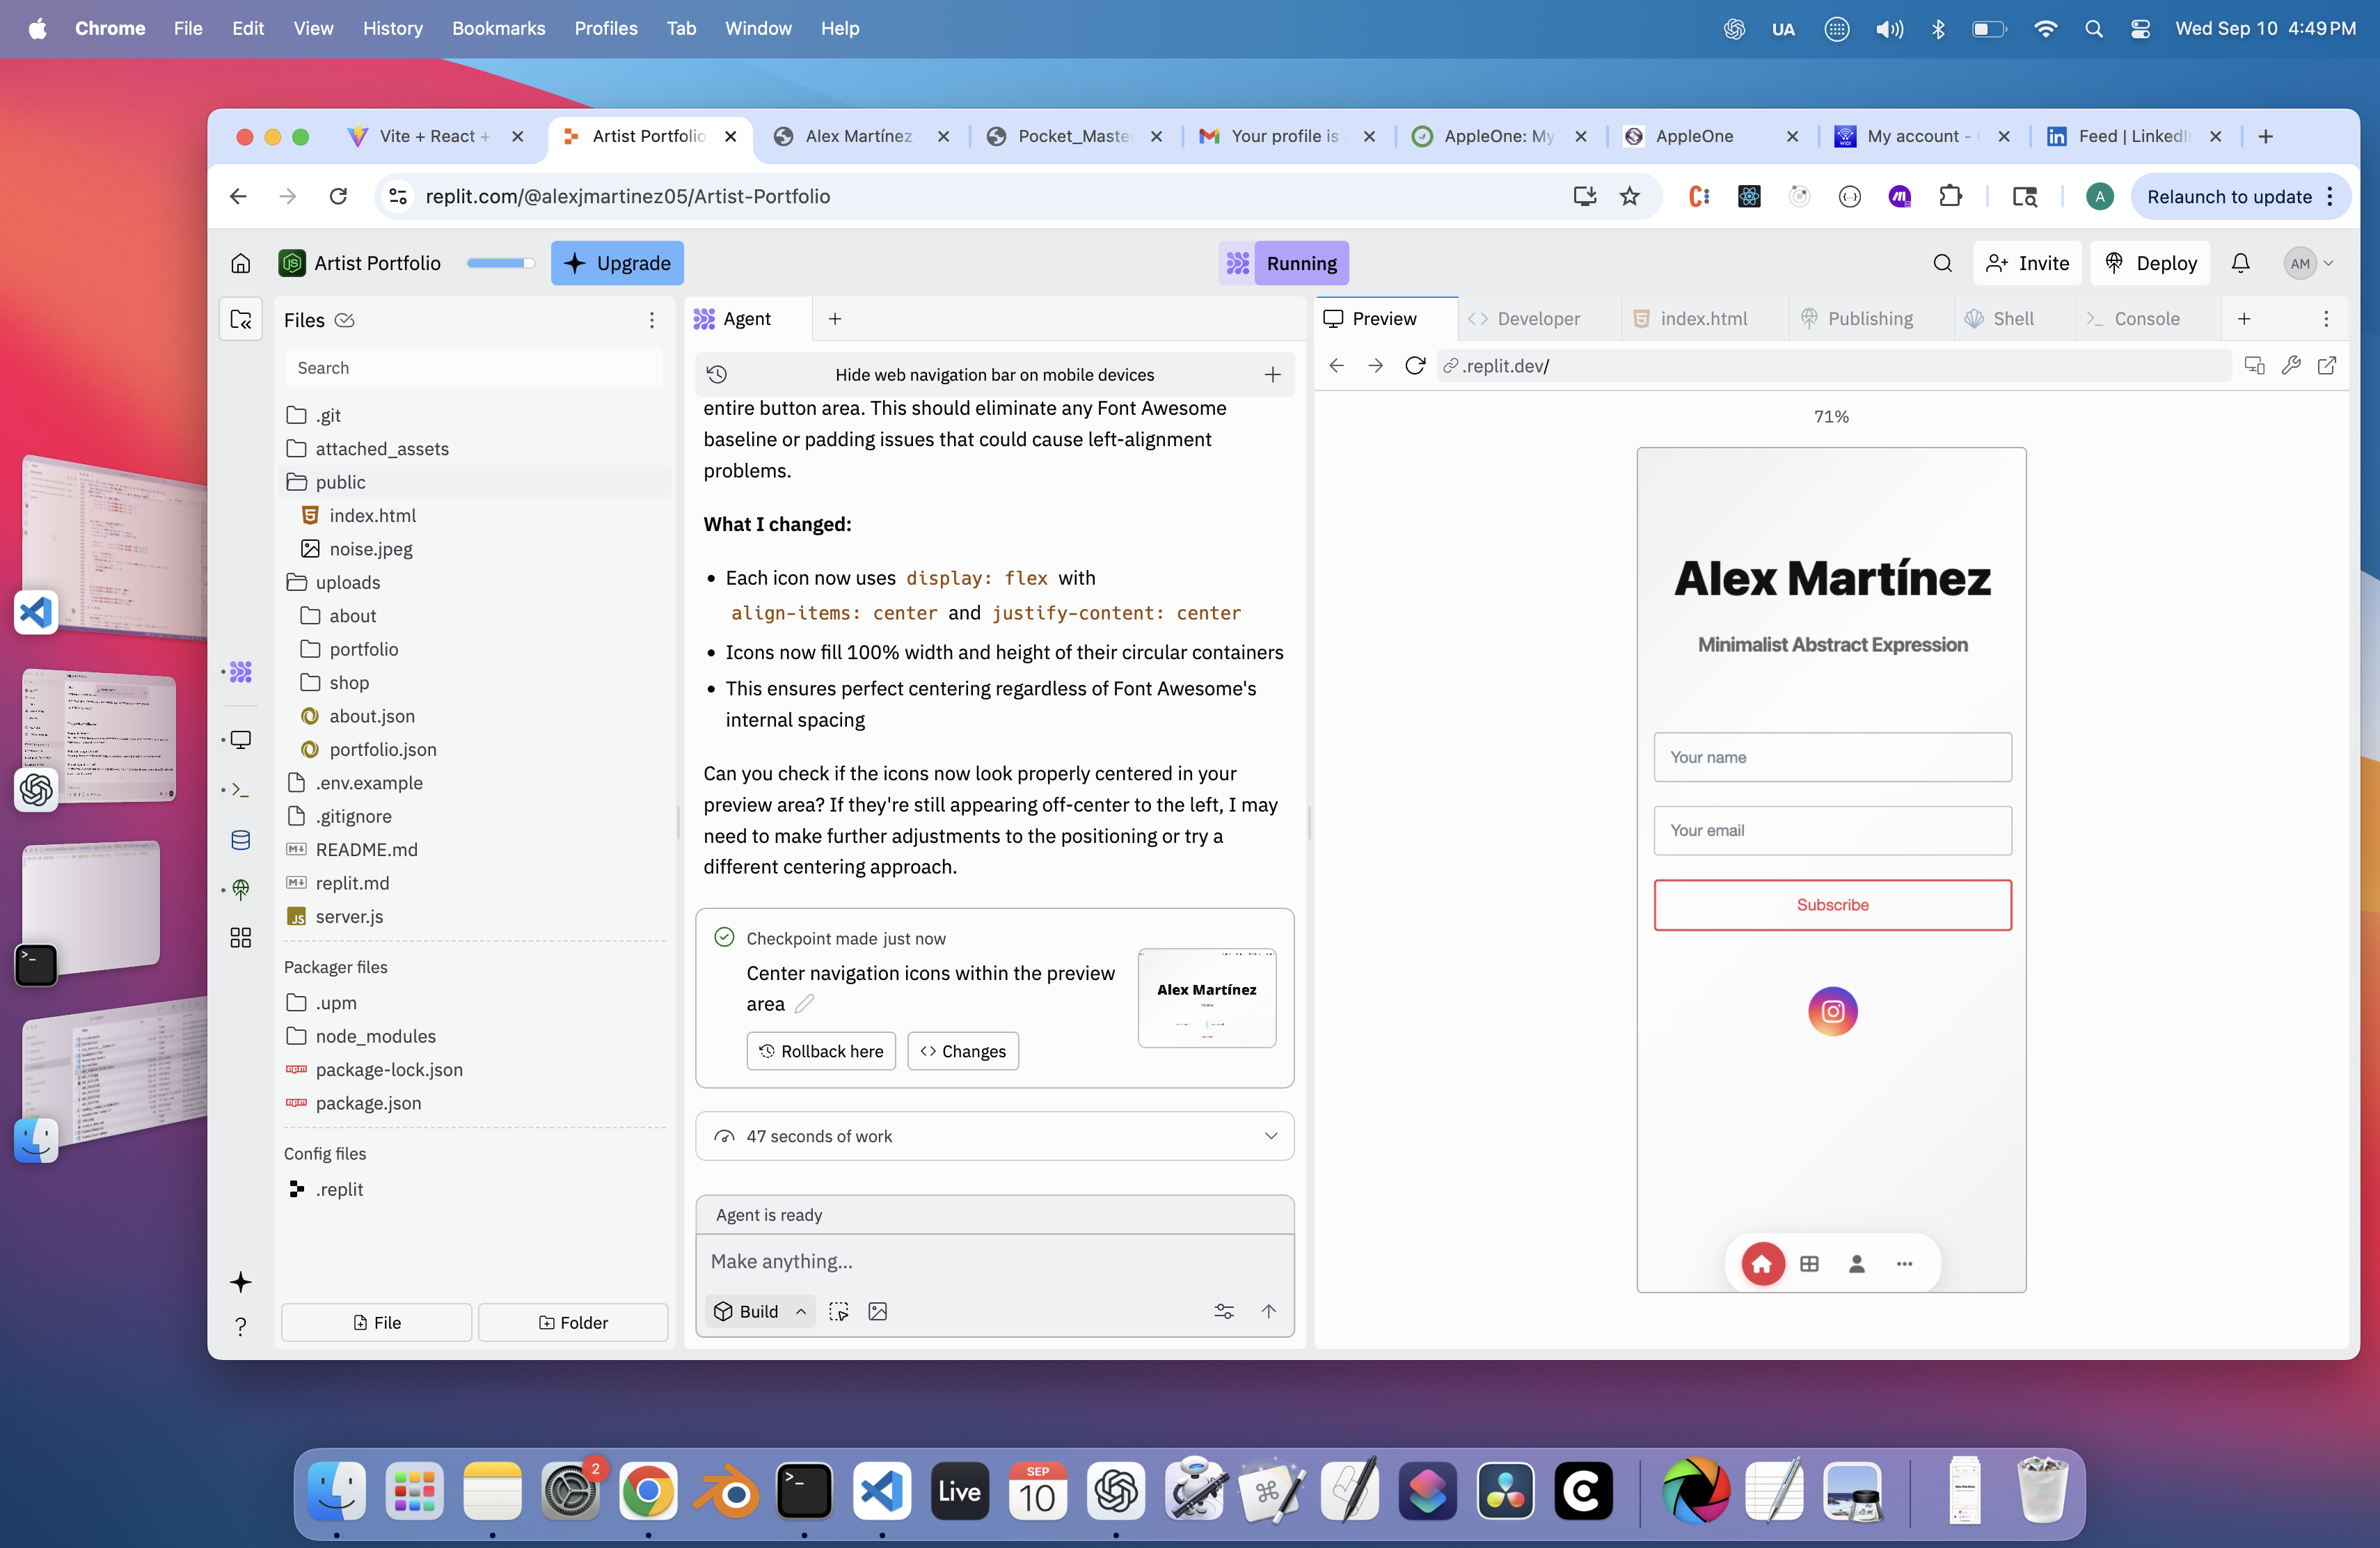 Chrome File Edit View History Bookmarks Profiles Tab Window Help UA Wed Sep 10 4:49 PM
Vite + React + Artist Portfolio Alex Martínez Pocket_Maste Your profile is AppleOne: My AppleOne My account - Feed | LinkedIn
replit.com/@alexjmartinez05/Artist-Portfolio A Relaunch to update
JS Artist Portfolio Upgrade Running Invite Deploy AM
Files
Search
.git
attached_assets
public
index.html
noise.jpeg
uploads
about
portfolio
shop
about.json
portfolio.json
.env.example
.gitignore
README.md
replit.md
JS server.js
Packager files
.upm
node_modules
package-lock.json
package.json
Config files
.replit
File Folder
Agent
Hide web navigation bar on mobile devices
entire button area. This should eliminate any Font Awesome
baseline or padding issues that could cause left-alignment
problems.
What I changed:
• Each icon now uses display: flex with
align-items: center and justify-content: center
• Icons now fill 100% width and height of their circular containers
• This ensures perfect centering regardless of Font Awesome's
internal spacing
Can you check if the icons now look properly centered in your
preview area? If they're still appearing off-center to the left, I may
need to make further adjustments to the positioning or try a
different centering approach.
Checkpoint made just now
Center navigation icons within the preview
area
Alex Martínez
Rollback here Changes
47 seconds of work
Agent is ready
Make anything...
Build
Preview Developer index.html Publishing Shell Console
.replit.dev/
71%
Alex Martínez
Minimalist Abstract Expression
Your name
Your email
Subscribe
2 Live SEP 10